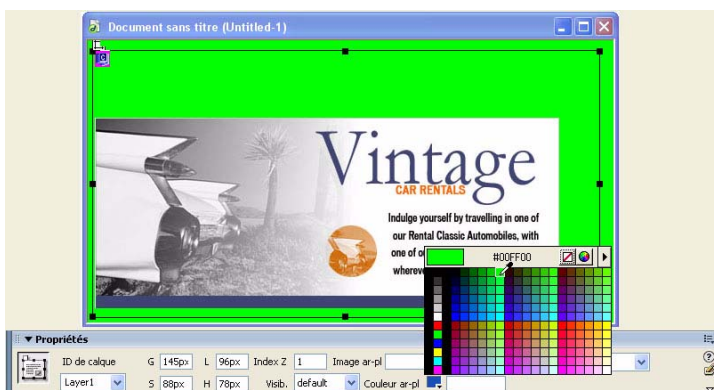 Document sans titre (Untitled-1)
Vintage
CAR RENTALS
Indulge yourself by travelling in one of
our Rental Classic Automobiles, with
one of o
wherev
#00FF00
Propriétés
ID de calque G 145px L 96px Index Z 1 Image ar-pl
Layer1 S 88px H 78px Visib. default Couleur ar-pl